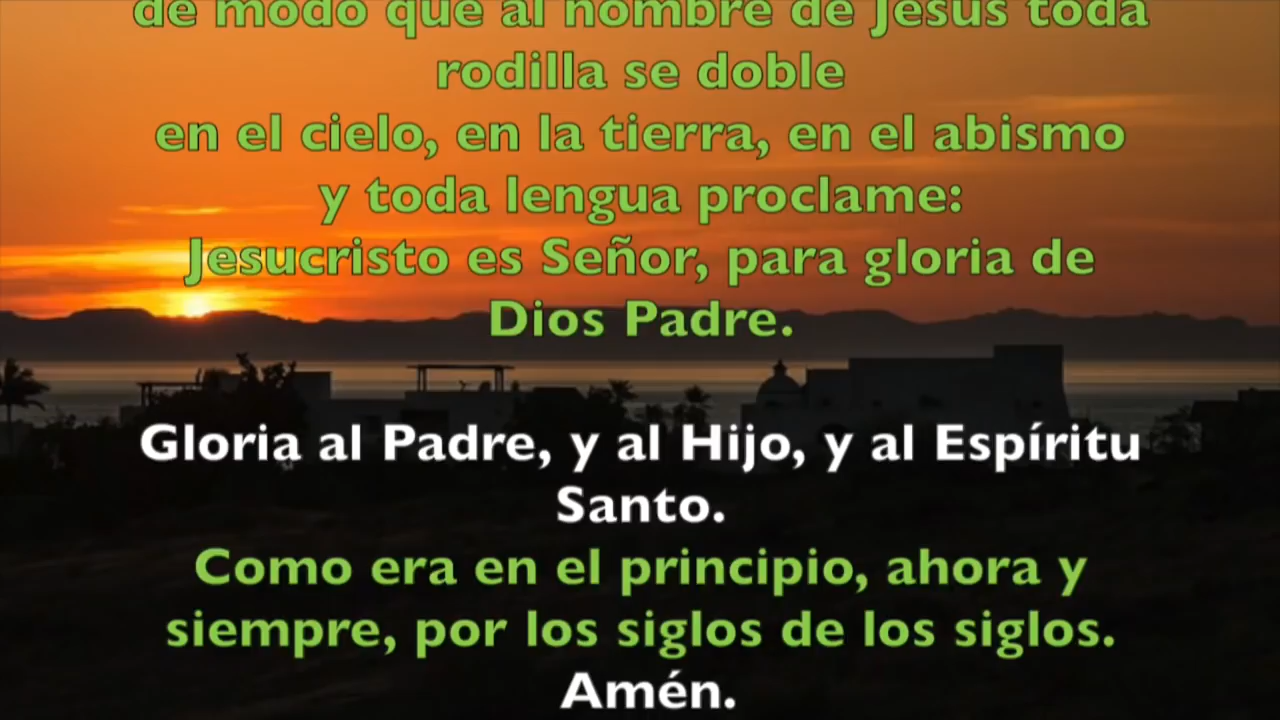 de modo que al nombre de Jesús toda
rodilla se doble
en el cielo, en la tierra, en el abismo
y toda lengua proclame:
Jesucristo es Señor, para gloria de
Dios Padre.
Gloria al Padre, y al Hijo, y al Espíritu
Santo.
Como era en el principio, ahora y
siempre, por los siglos de los siglos.
Amén.